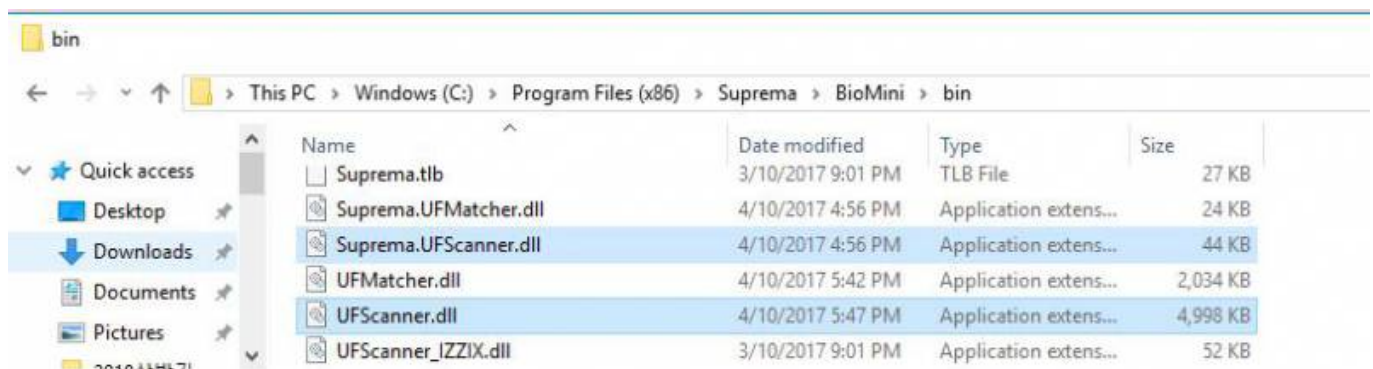 bin
This PC > Windows (C:) > Program Files (x86) > Suprema > BioMini > bin
Name Date modified Type Size
Quick access
Desktop
Downloads
Documents
Pictures
Suprema.tlb 3/10/2017 9:01 PM TLB File 27 KB
Suprema.UFMatcher.dll 4/10/2017 4:56 PM Application extens... 24 KB
Suprema.UFScanner.dll 4/10/2017 4:56 PM Application extens... 44 KB
UFMatcher.dll 4/10/2017 5:42 PM Application extens... 2,034 KB
UFScanner.dll 4/10/2017 5:47 PM Application extens... 4,998 KB
UFScanner_IZZIX.dll 3/10/2017 9:01 PM Application extens... 52 KB